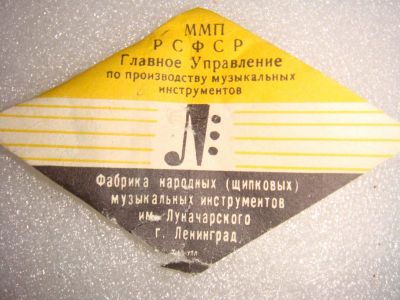 ММП
РСФСР
Главное Управление
по производству музыкальных
инструментов
Фабрика народных (щипковых)
музыкальных инструментов
им. Луначарского
г. Ленинград